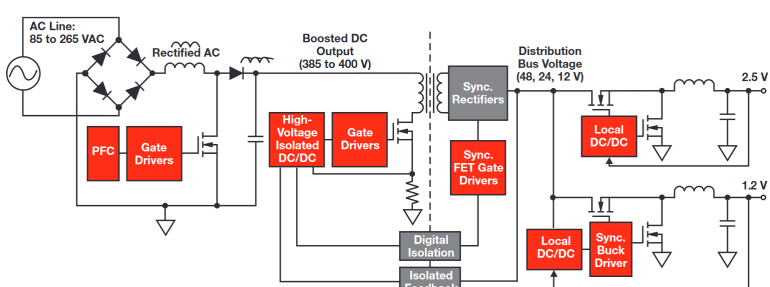 AC Line:
85 to 265 VAC
Rectified AC
Boosted DC
Output
(385 to 400 V)
Distribution
Bus Voltage
(48, 24, 12 V)
2.5 V
Sync.
Rectifiers
PFC
Gate
Drivers
High-
Voltage
Isolated
DC/DC
Gate
Drivers
Sync.
FET Gate
Drivers
Local
DC/DC
1.2 V
Digital
Isolation
Local
DC/DC
Sync.
Buck
Driver
Isolated
Feedback